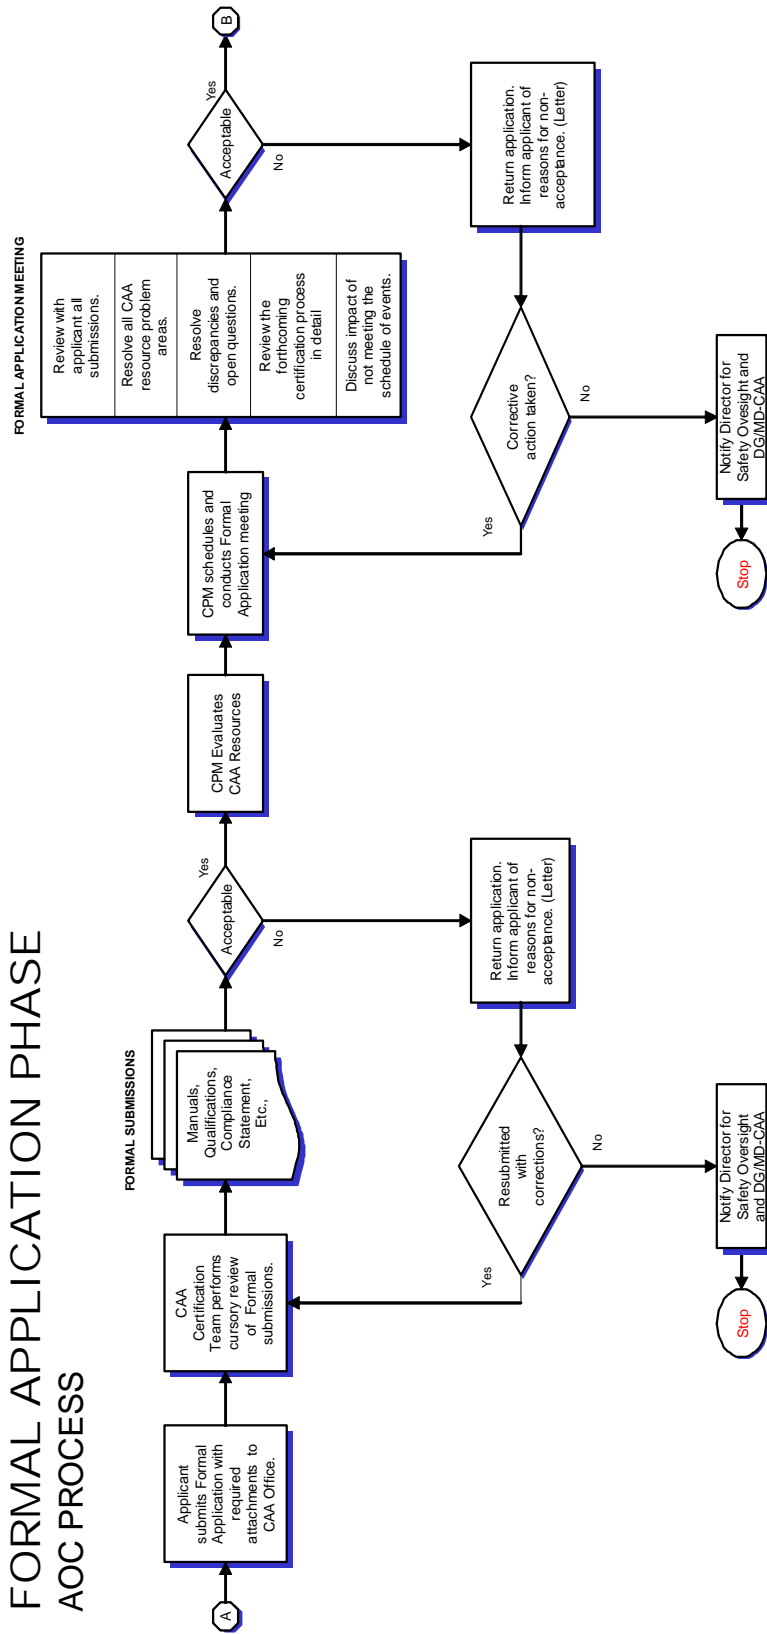 FORMAL APPLICATION PHASE
AOC PROCESS
A
Applicant
submits Formal
Application with
required
attachments to
CAA Office.
CAA
Certification
Team performs
cursory review
of Formal
submissions.
FORMAL SUBMISSIONS
Manuals,
Qualifications,
Compliance
Statement,
Etc.,
Acceptable
Yes
No
CPM Evaluates
CAA Resources
CPM schedules and
conducts Formal
Application meeting
FORMAL APPLICATION MEETING
Review with
applicant all
submissions.
Resolve all CAA
resource problem
areas.
Resolve
discrepancies and
open questions.
Review the
forthcoming
certification process
in detail
Discuss impact of
not meeting the
schedule of events.
Acceptable
Yes
No
B
Return application.
Inform applicant of
reasons for non-
acceptance. (Letter)
Resubmitted
with
corrections?
Yes
No
Notify Director for
Safety Oversight
and DG/MD-CAA
Stop
Return application.
Inform applicant of
reasons for non-
acceptance. (Letter)
Corrective
action taken?
Yes
No
Notify Director for
Safety Ovesight and
DG/MD-CAA
Stop